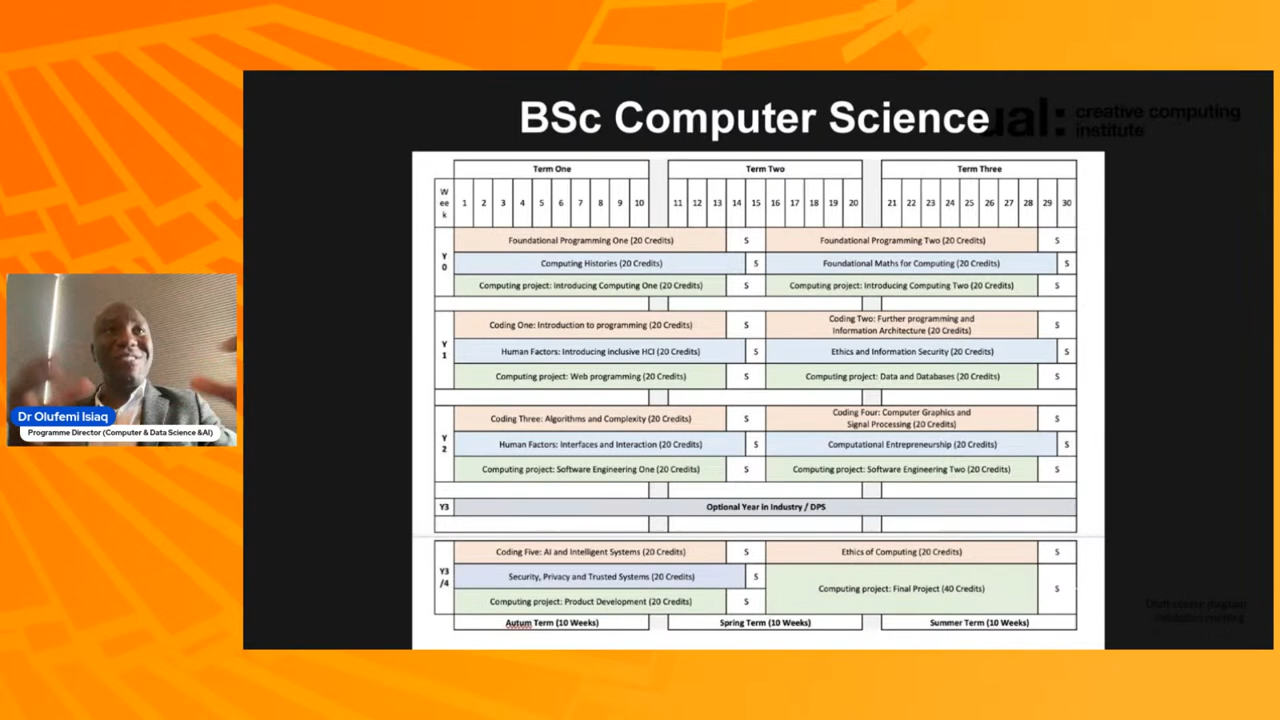 BSc Computer Science
ual: creative computing
institute
Term One Term Two Term Three
W
ee
k
1 2 3 4 5 6 7 8 9 10 11 12 13 14 15 16 17 18 19 20 21 22 23 24 25 26 27 28 29 30
Y
0
Foundational Programming One (20 Credits) S Foundational Programming Two (20 Credits) S
Computing Histories (20 Credits) S Foundational Maths for Computing (20 Credits) S
Computing project: Introducing Computing One (20 Credits) S Computing project: Introducing Computing Two (20 Credits) S
Y
1
Coding One: Introduction to programming (20 Credits) S Coding Two: Further programming and
Information Architecture (20 Credits) S
Human Factors: Introducing inclusive HCI (20 Credits) S Ethics and Information Security (20 Credits) S
Computing project: Web programming (20 Credits) S Computing project: Data and Databases (20 Credits) S
Y
2
Coding Three: Algorithms and Complexity (20 Credits) S Coding Four: Computer Graphics and
Signal Processing (20 Credits) S
Human Factors: Interfaces and Interaction (20 Credits) S Computational Entrepreneurship (20 Credits) S
Computing project: Software Engineering One (20 Credits) S Computing project: Software Engineering Two (20 Credits) S
Y3 Optional Year in Industry / DPS
Y3
/4
Coding Five: AI and Intelligent Systems (20 Credits) S Ethics of Computing (20 Credits) S
Security, Privacy and Trusted Systems (20 Credits) S Computing project: Final Project (40 Credits) S
Computing project: Product Development (20 Credits) S
Autum Term (10 Weeks) Spring Term (10 Weeks) Summer Term (10 Weeks)
Dr Olufemi Isiaq
Programme Director (Computer & Data Science &AI)